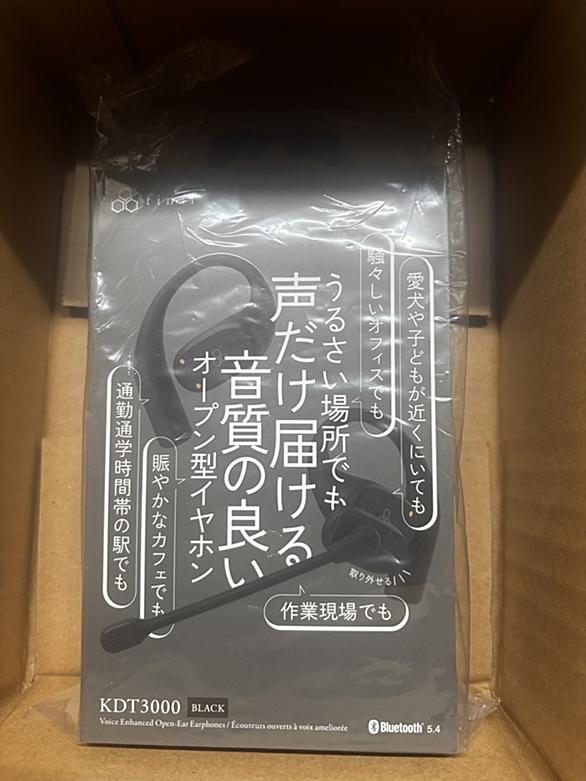 final
愛犬や子どもが近くにいても
騒々しいオフィスでも
うるさい場所でも
声だけ届ける
音質の良い
オープン型イヤホン
賑やかなカフェでも
通勤通学時間帯の駅でも
取り外せる
作業現場でも
KDT3000 BLACK
Voice Enhanced Open-Ear Earphones / Écouteurs ouverts à voix ameliorée
Bluetooth 5.4